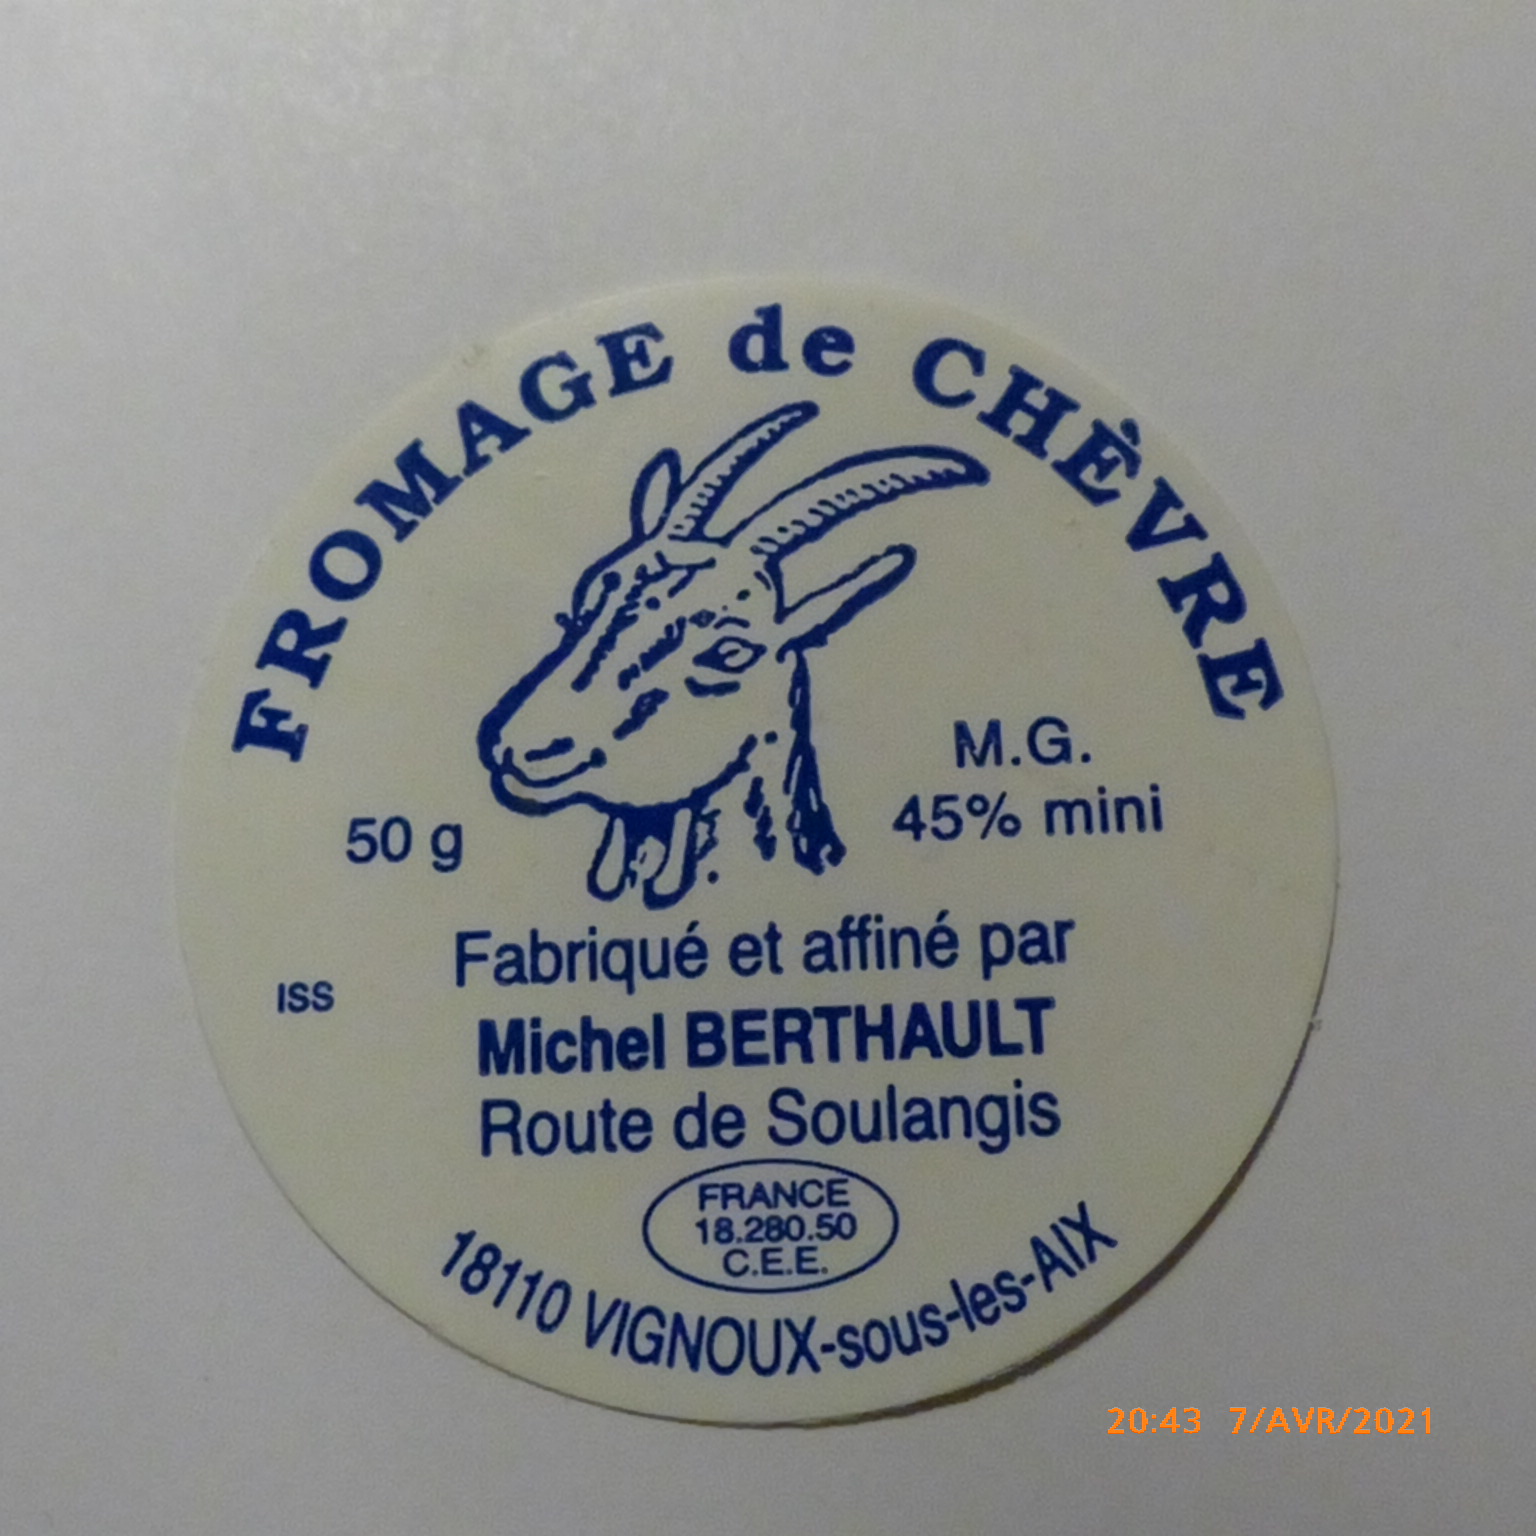 FROMAGE de CHÈVRE
M.G.
45% mini
50 g
Fabriqué et affiné par
ISS
Michel BERTHAULT
Route de Soulangis
FRANCE
18.280.50
C.E.E.
18110 VIGNOUX-sous-les-AIX
20:43 7/AVR/2021